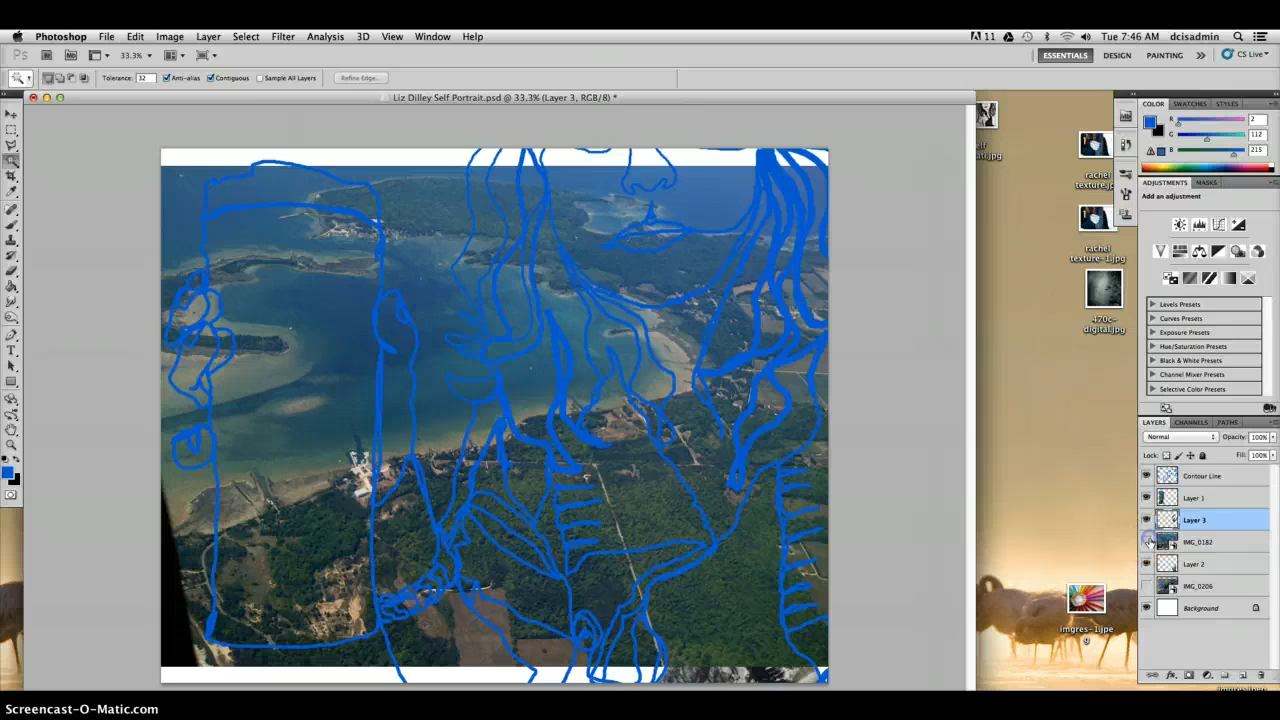 Photoshop File Edit Image Layer Select Filter Analysis 3D View Window Help 11 Tue 7:46 AM dcisadmin
Ps Br Mb 33.3% ESSENTIALS DESIGN PAINTING CS Live
Tolerance: 32 Anti-alias Contiguous Sample All Layers Refine Edge...
Liz Dilley Self Portrait.psd @ 33.3% (Layer 3, RGB/8) *
COLOR SWATCHES STYLES
R 2
G 112
B 215
ADJUSTMENTS MASKS
Add an adjustment
Levels Presets
Curves Presets
Exposure Presets
Hue/Saturation Presets
Black & White Presets
Channel Mixer Presets
Selective Color Presets
LAYERS CHANNELS PATHS
Normal Opacity: 100%
Lock: Fill: 100%
Contour Line
Layer 1
Layer 3
IMG_0182
Layer 2
IMG_0206
Background
rachel
texture.jpg
rachel
texture-1.jpg
470c-
digital.jpg
imgres-1.jpe
g
Screencast-O-Matic.com